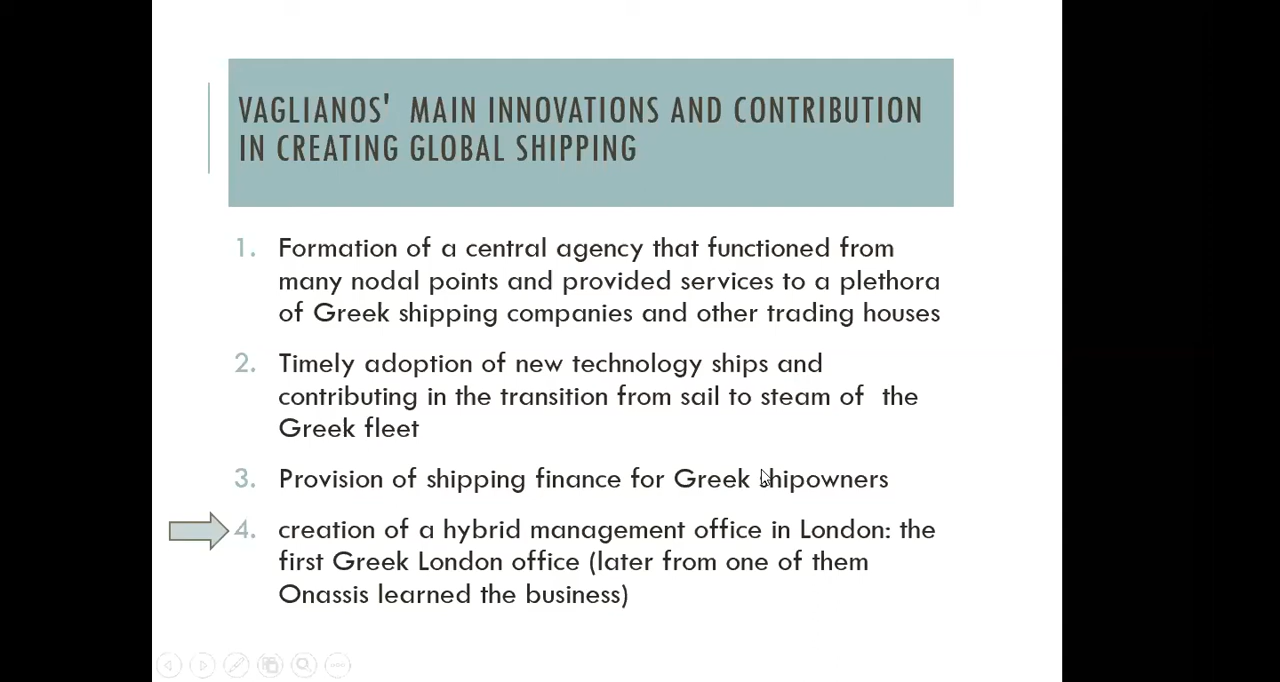 VAGLIANOS' MAIN INNOVATIONS AND CONTRIBUTION
IN CREATING GLOBAL SHIPPING
1. Formation of a central agency that functioned from
many nodal points and provided services to a plethora
of Greek shipping companies and other trading houses
2. Timely adoption of new technology ships and
contributing in the transition from sail to steam of the
Greek fleet
3. Provision of shipping finance for Greek shipowners
4. creation of a hybrid management office in London: the
first Greek London office (later from one of them
Onassis learned the business)